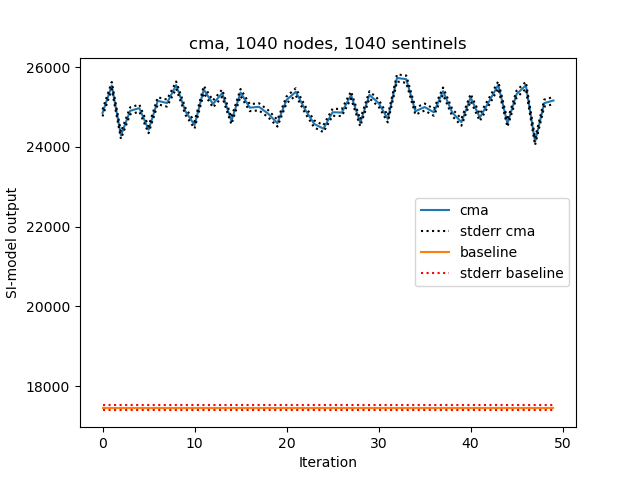 cma, 1040 nodes, 1040 sentinels
26000
24000
22000
20000
18000
SI-model output
cma
stderr cma
baseline
stderr baseline
0 10 20 30 40 50
Iteration